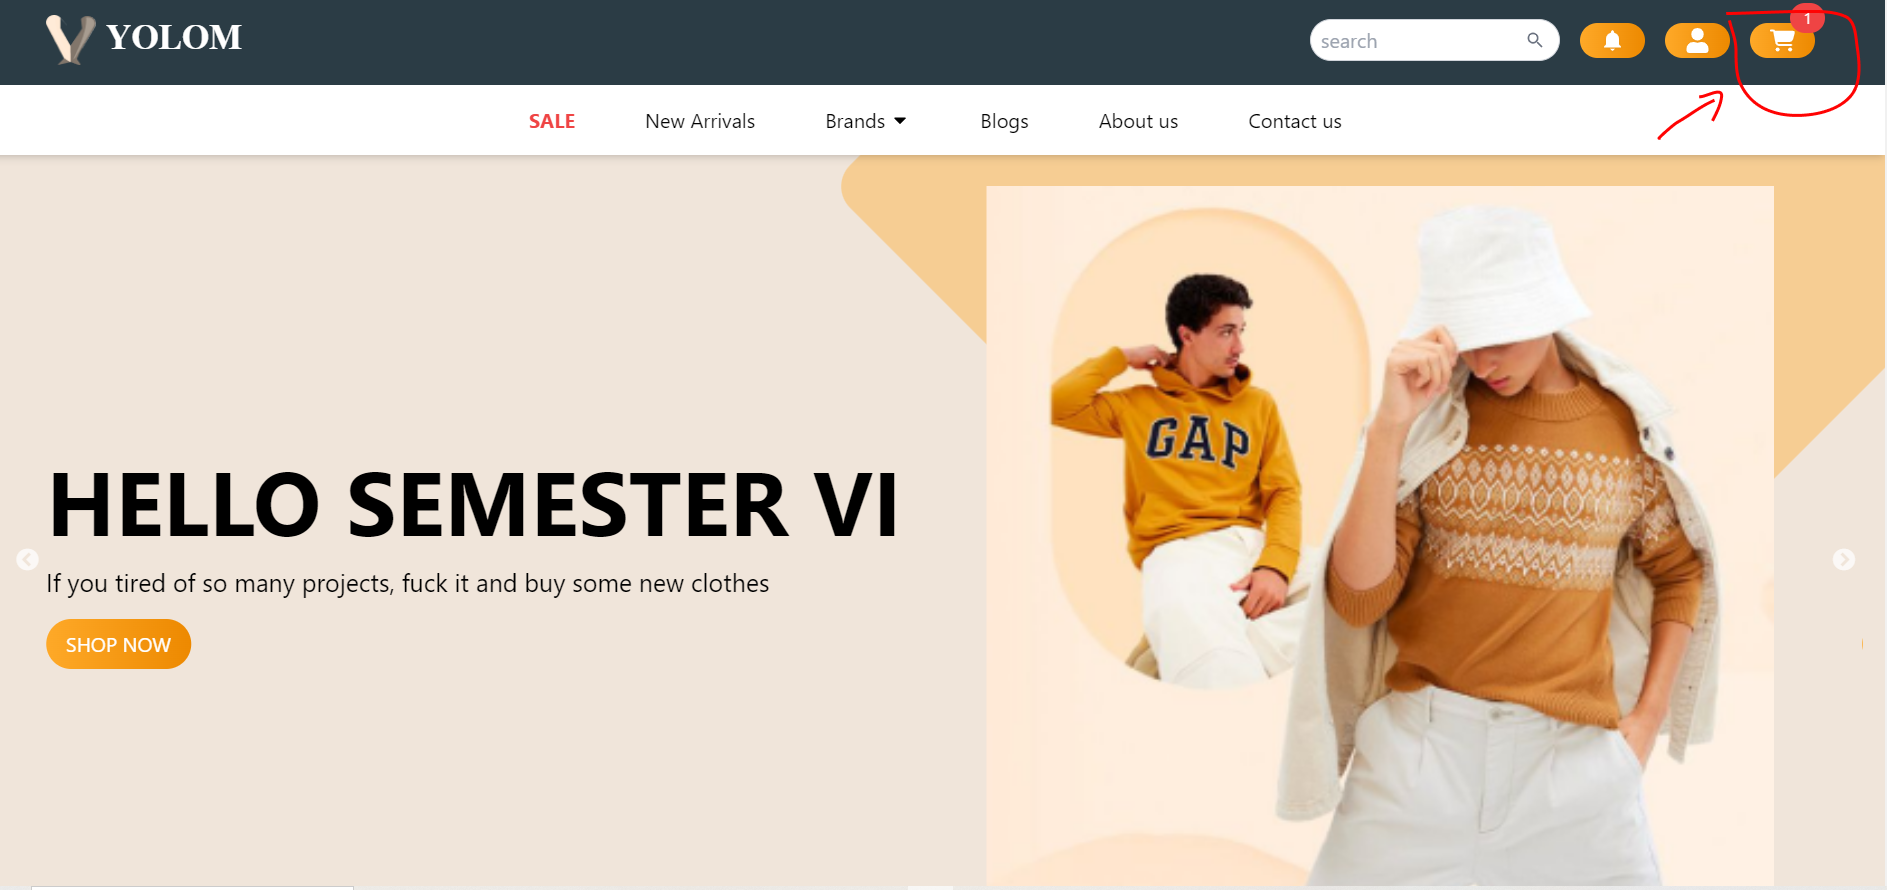 YOLOM
search
1
SALE
New Arrivals
Brands
Blogs
About us
Contact us
GAP
HELLO SEMESTER VI
If you tired of so many projects, fuck it and buy some new clothes
SHOP NOW